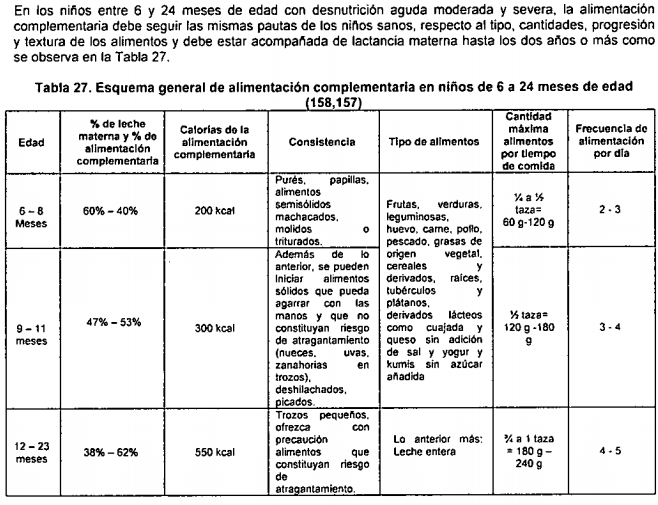 En los niños entre 6 y 24 meses de edad con desnutrición aguda moderada y severa, la alimentación
complementaria debe seguir las mismas pautas de los niños sanos, respecto al tipo, cantidades, progresión
y textura de los alimentos y debe estar acompañada de lactancia materna hasta los dos años o más como
se observa en la Tabla 27.
Tabla 27. Esquema general de alimentación complementaria en niños de 6 a 24 meses de edad
(158,157)
Edad
% de leche
materna y % de
alimentación
complementaria
Calorías de la
alimentación
complementaria
Consistencia
Tipo de alimentos
Cantidad
máxima
alimentos
por tiempo
de comida
Frecuencia de
alimentación
por día
6 – 8
Meses
60% – 40%
200 kcal
Purés, papillas,
alimentos
semisólidos
machacados,
molidos o
triturados.
Frutas, verduras,
leguminosas,
huevo, carne, pollo,
pescado, grasas de
origen vegetal,
cereales y
derivados, raíces,
tubérculos y
plátanos,
derivados lácteos
como cuajada y
queso sin adición
de sal y yogur y
kumis sin azúcar
añadida
¼ a ½
taza=
60 g-120 g
2 - 3
9 – 11
meses
47% – 53%
300 kcal
Además de lo
anterior, se pueden
iniciar alimentos
sólidos que pueda
agarrar con las
manos y que no
constituyan riesgo
de atragantamiento
(nueces, uvas,
zanahorias en
trozos),
deshilachados,
picados.
½ taza=
120 g -180
g
3 - 4
12 – 23
meses
38% – 62%
550 kcal
Trozos pequeños,
ofrezca con
precaución
alimentos que
constituyan riesgo
de
atragantamiento.
Lo anterior más:
Leche entera
¾ a 1 taza
= 180 g –
240 g
4 - 5